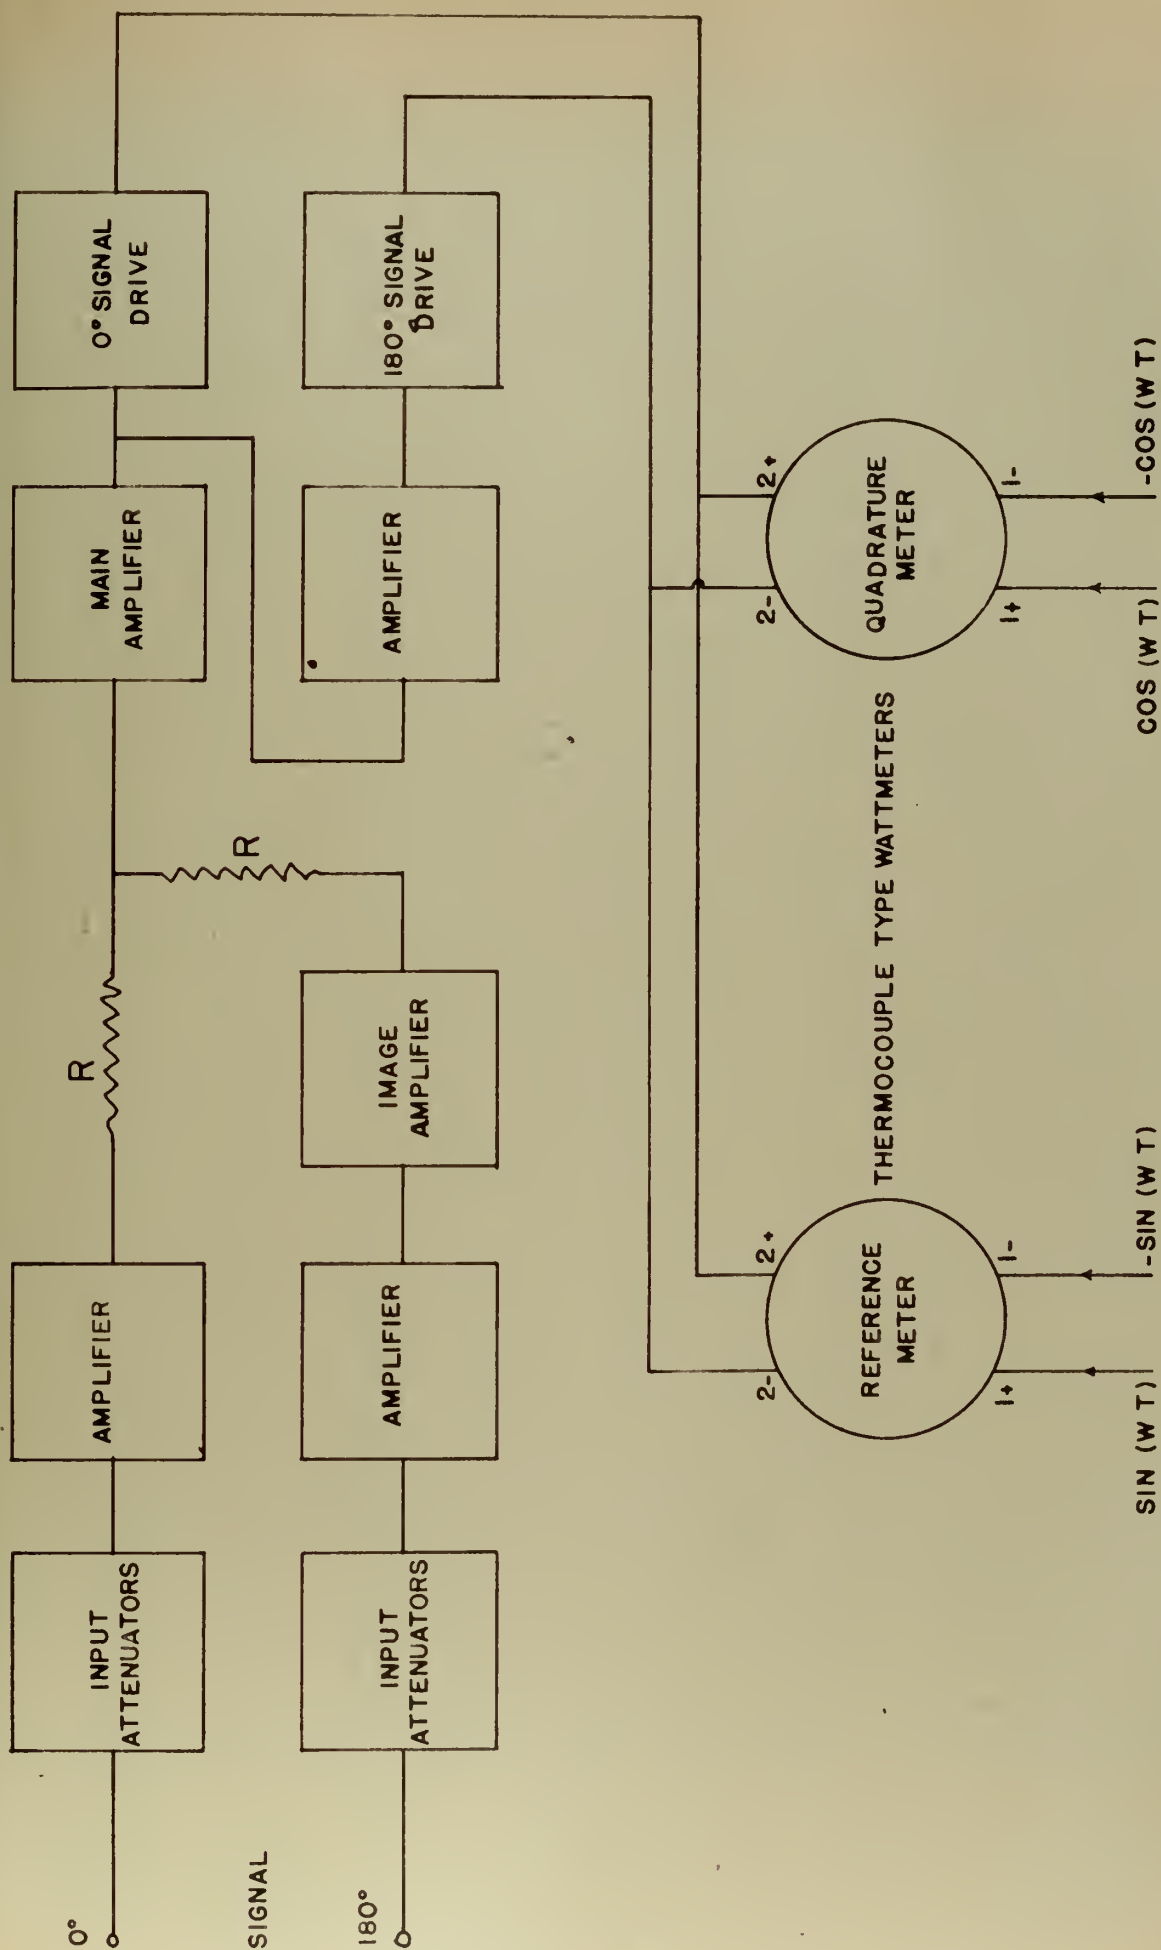 0°
INPUT
ATTENUATORS
AMPLIFIER
R
MAIN
AMPLIFIER
0° SIGNAL
DRIVE
SIGNAL
R
180°
INPUT
ATTENUATORS
AMPLIFIER
IMAGE
AMPLIFIER
AMPLIFIER
180° SIGNAL
DRIVE
2-
2+
REFERENCE
METER
1+
1-
SIN (W T)
-SIN (W T)
THERMOCOUPLE TYPE WATTMETERS
2-
2+
QUADRATURE
METER
1+
1-
COS (W T)
-COS (W T)